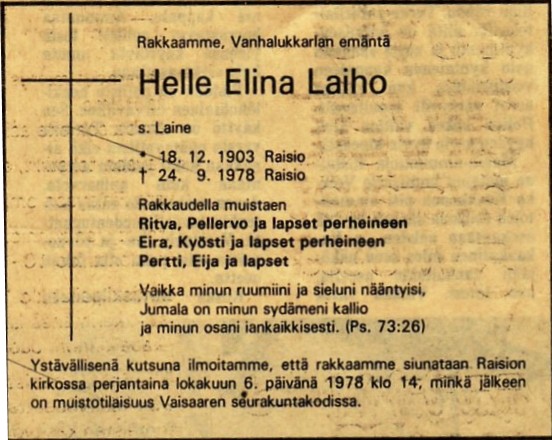 Rakkaamme, Vanhalukkarlan emäntä
Helle Elina Laiho
s. Laine
* 18. 12. 1903 Raisio
† 24. 9. 1978 Raisio
Rakkaudella muistaen
Ritva, Pellervo ja lapset perheineen
Eira, Kyösti ja lapset perheineen
Pertti, Eija ja lapset
Vaikka minun ruumiini ja sieluni nääntyisi,
Jumala on minun sydämeni kallio
ja minun osani iankaikkisesti. (Ps. 73:26)
Ystävällisenä kutsuna ilmoitamme, että rakkaamme siunataan Raision
kirkossa perjantaina lokakuun 6. päivänä 1978 klo 14, minkä jälkeen
on muistotilaisuus Vaisaaren seurakuntakodissa.